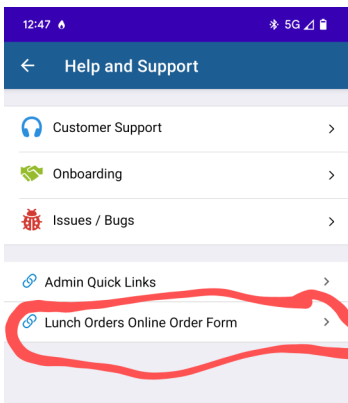 12:47 5G
Help and Support
Customer Support
Onboarding
Issues / Bugs
Admin Quick Links
Lunch Orders Online Order Form